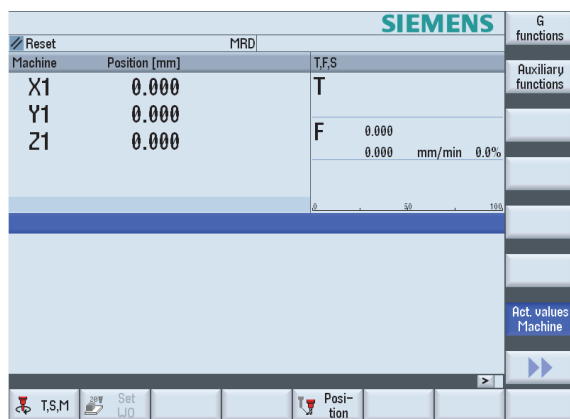 SIEMENS
G
functions
Reset MRD
Machine Position [mm] T,F,S
Auxiliary
functions
X1 0.000 T
Y1 0.000
Z1 0.000 F 0.000
0.000 mm/min 0.0%
0 50 100
Act. values
Machine
>
T,S,M Set
WO
Posi-
tion